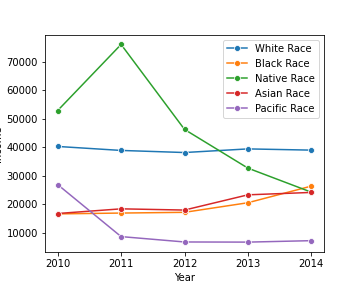 White Race
Black Race
Native Race
Asian Race
Pacific Race
70000
60000
50000
40000
30000
20000
10000
2010 2011 2012 2013 2014
Year